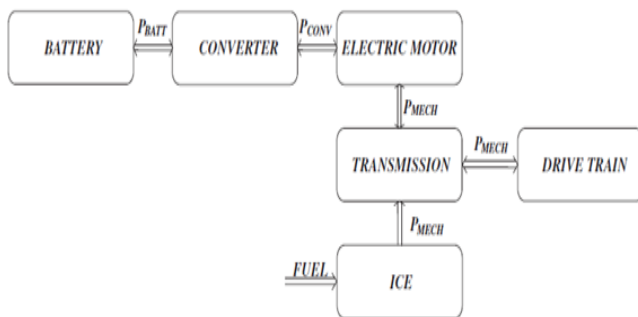 P_BATT
P_CONV
BATTERY
CONVERTER
ELECTRIC MOTOR
P_MECH
P_MECH
TRANSMISSION
DRIVE TRAIN
P_MECH
FUEL
ICE